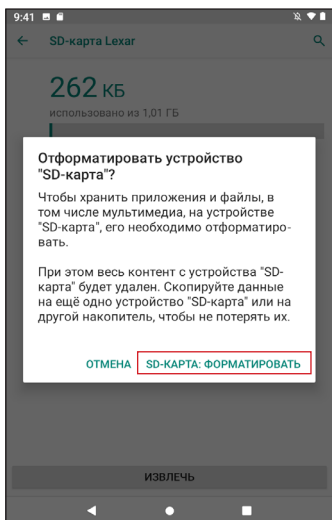 9:41
SD-карта Lexar
262 КБ
использовано из 1,01 ГБ
Отформатировать устройство
"SD-карта"?
Чтобы хранить приложения и файлы, в
том числе мультимедиа, на устройстве
"SD-карта", его необходимо отформатиро-
вать.
При этом весь контент с устройства "SD-
карта" будет удален. Скопируйте данные
на ещё одно устройство "SD-карта" или на
другой накопитель, чтобы не потерять их.
ОТМЕНА SD-КАРТА: ФОРМАТИРОВАТЬ
ИЗВЛЕЧЬ